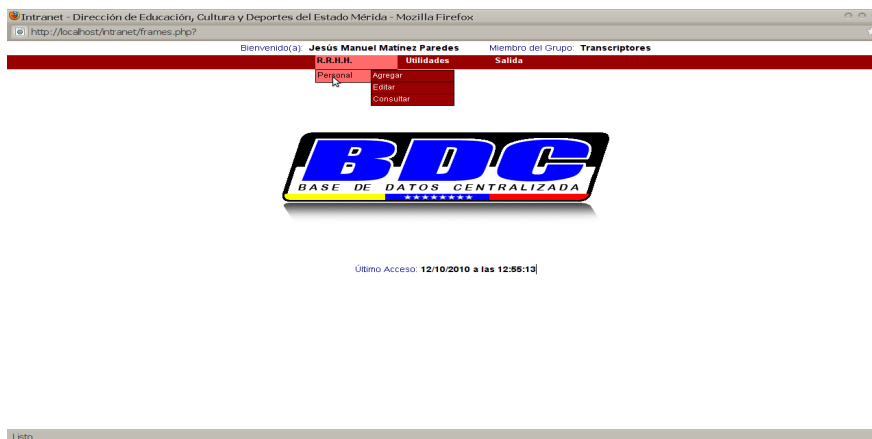 Intranet - Dirección de Educación, Cultura y Deportes del Estado Mérida - Mozilla Firefox
http://localhost/intranet/frames.php?
Bienvenido(a): Jesús Manuel Matínez Paredes Miembro del Grupo: Transcriptores
R.R.H.H. Utilidades Salida
Personal Agregar
Editar
Consultar
BDC
BASE DE DATOS CENTRALIZADA
Último Acceso: 12/10/2010 a las 12:55:13
Listo